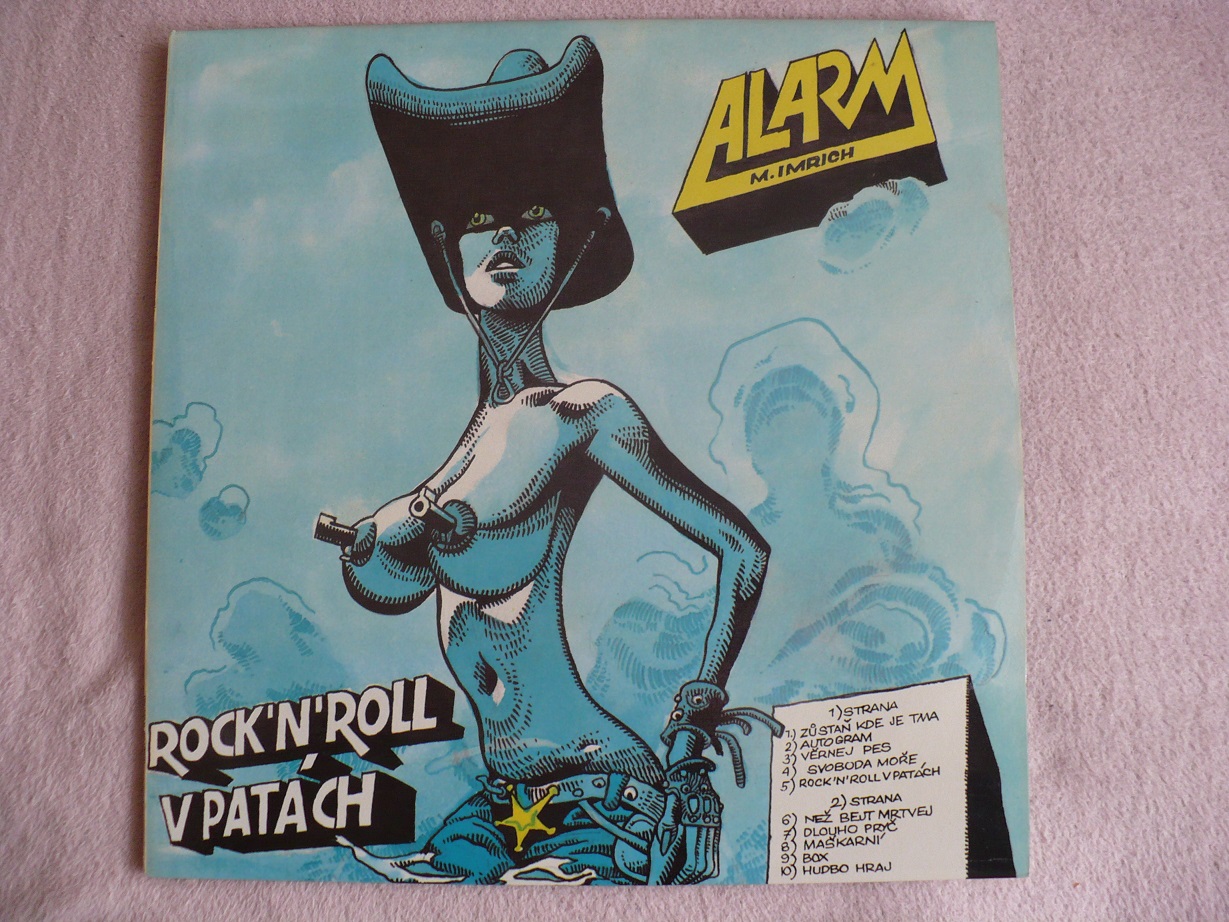 ALARM
M. IMRICH
ROCK'N'ROLL
V PATÁCH
1) STRANA
1.) ZŮSTAŇ KDE JE TMA
2) AUTOGRAM
3) VĚRNEJ PES
4) SVOBODA MOŘE
5) ROCK'N'ROLL V PATÁCH
2) STRANA
6) NEŽ BEJT MRTVEJ
7) DLOUHO PRYČ
8) MAŠKARNÍ
9) BOX
10) HUDBO HRAJ